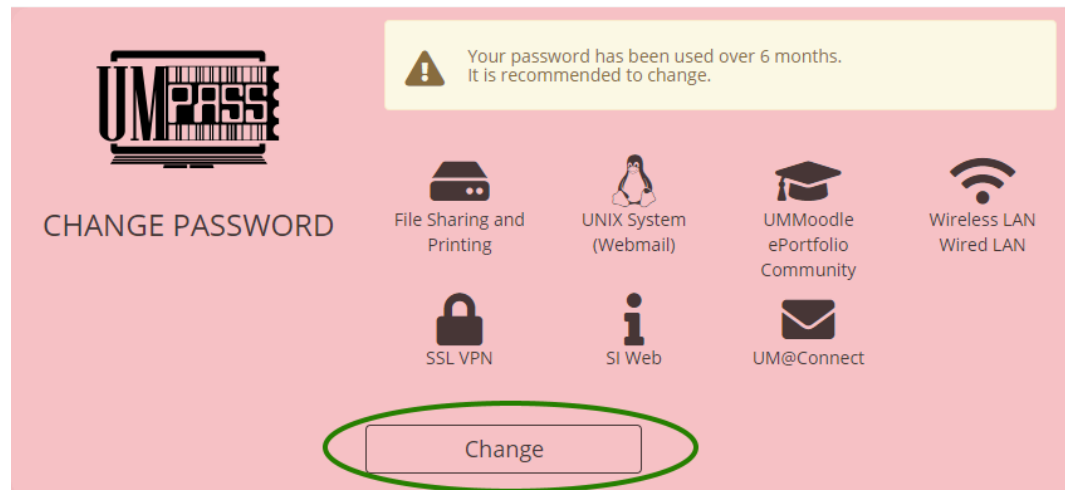 UMPASS
CHANGE PASSWORD
Your password has been used over 6 months.
It is recommended to change.
File Sharing and
Printing
UNIX System
(Webmail)
UMMoodle
ePortfolio
Community
Wireless LAN
Wired LAN
SSL VPN
SI Web
UM@Connect
Change